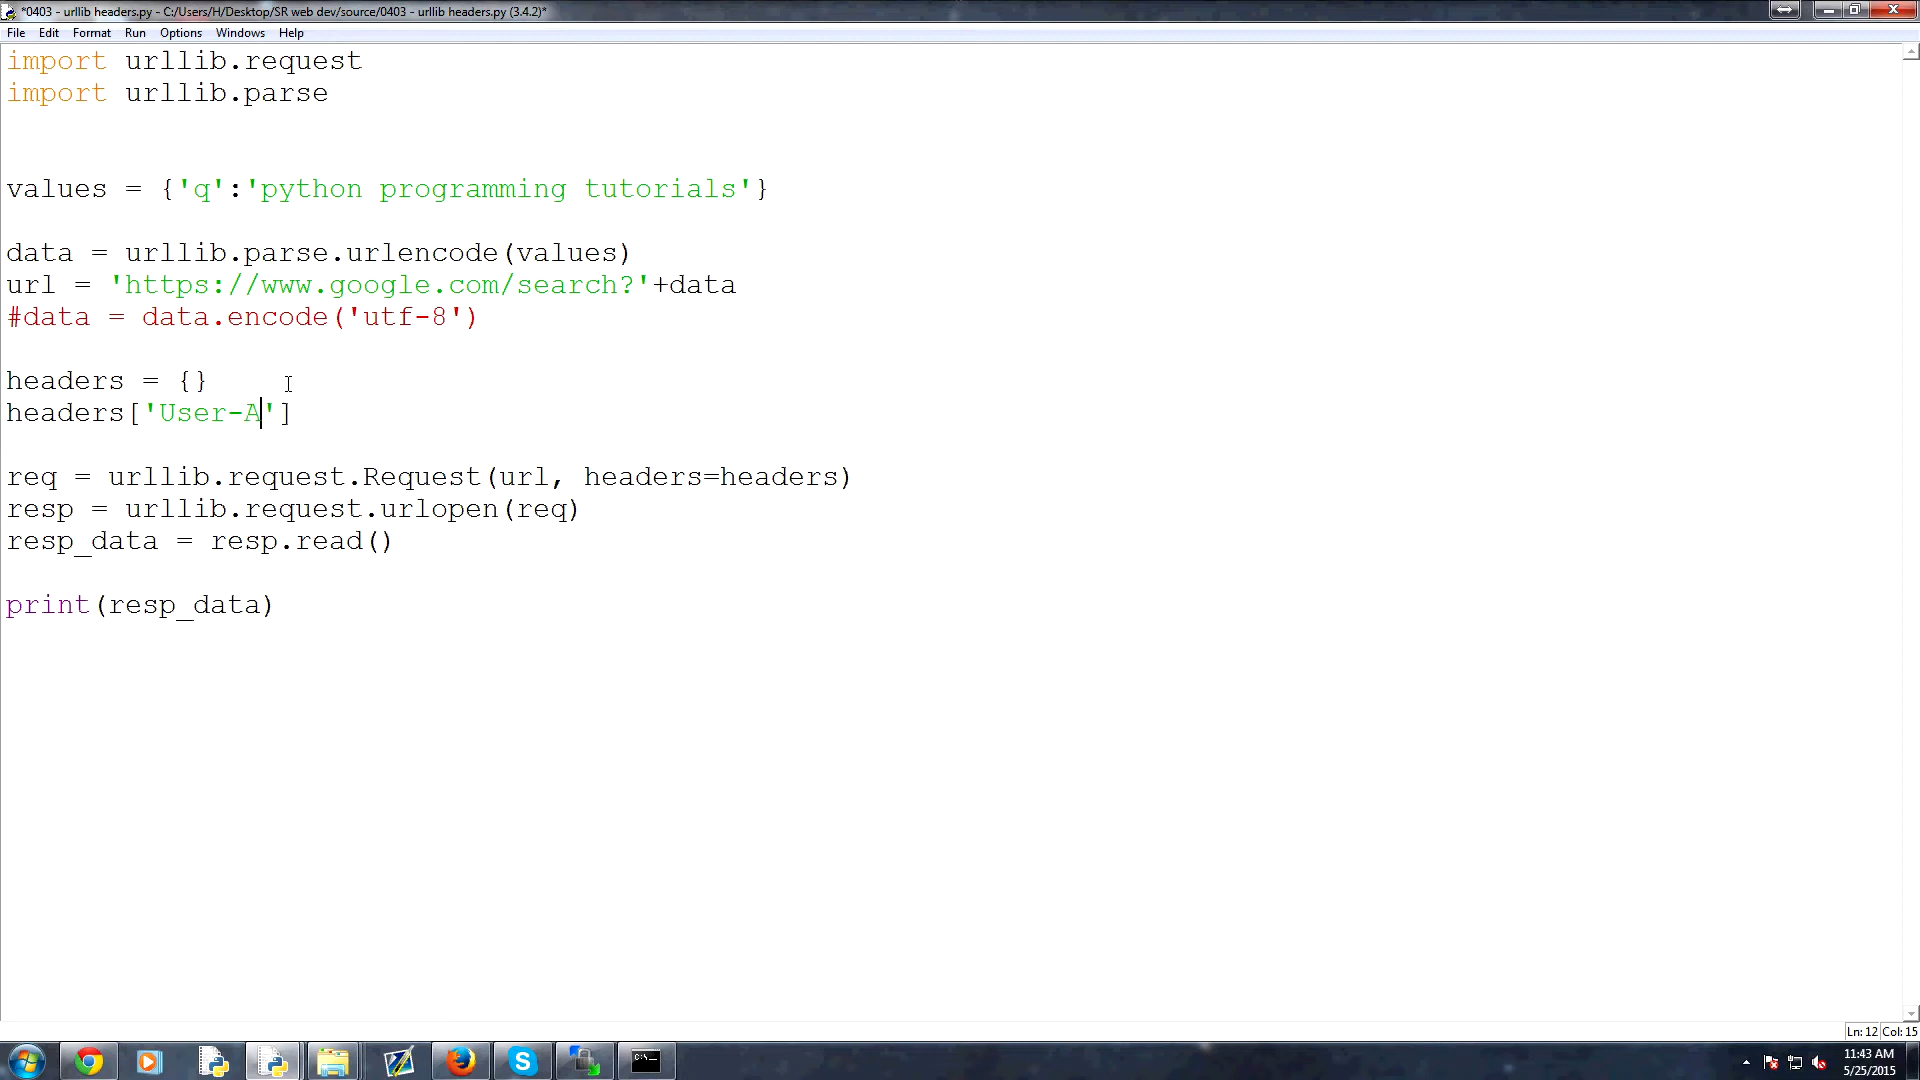 *0403 - urllib headers.py - C:/Users/H/Desktop/SR web dev/source/0403 - urllib headers.py (3.4.2)*
File Edit Format Run Options Windows Help
import urllib.request
import urllib.parse
values = {'q':'python programming tutorials'}
data = urllib.parse.urlencode(values)
url = 'https://www.google.com/search?'+data
#data = data.encode('utf-8')
headers = {}
headers['User-A']
req = urllib.request.Request(url, headers=headers)
resp = urllib.request.urlopen(req)
resp_data = resp.read()
print(resp_data)
Ln: 12 Col: 15
C:\_
11:43 AM
5/25/2015